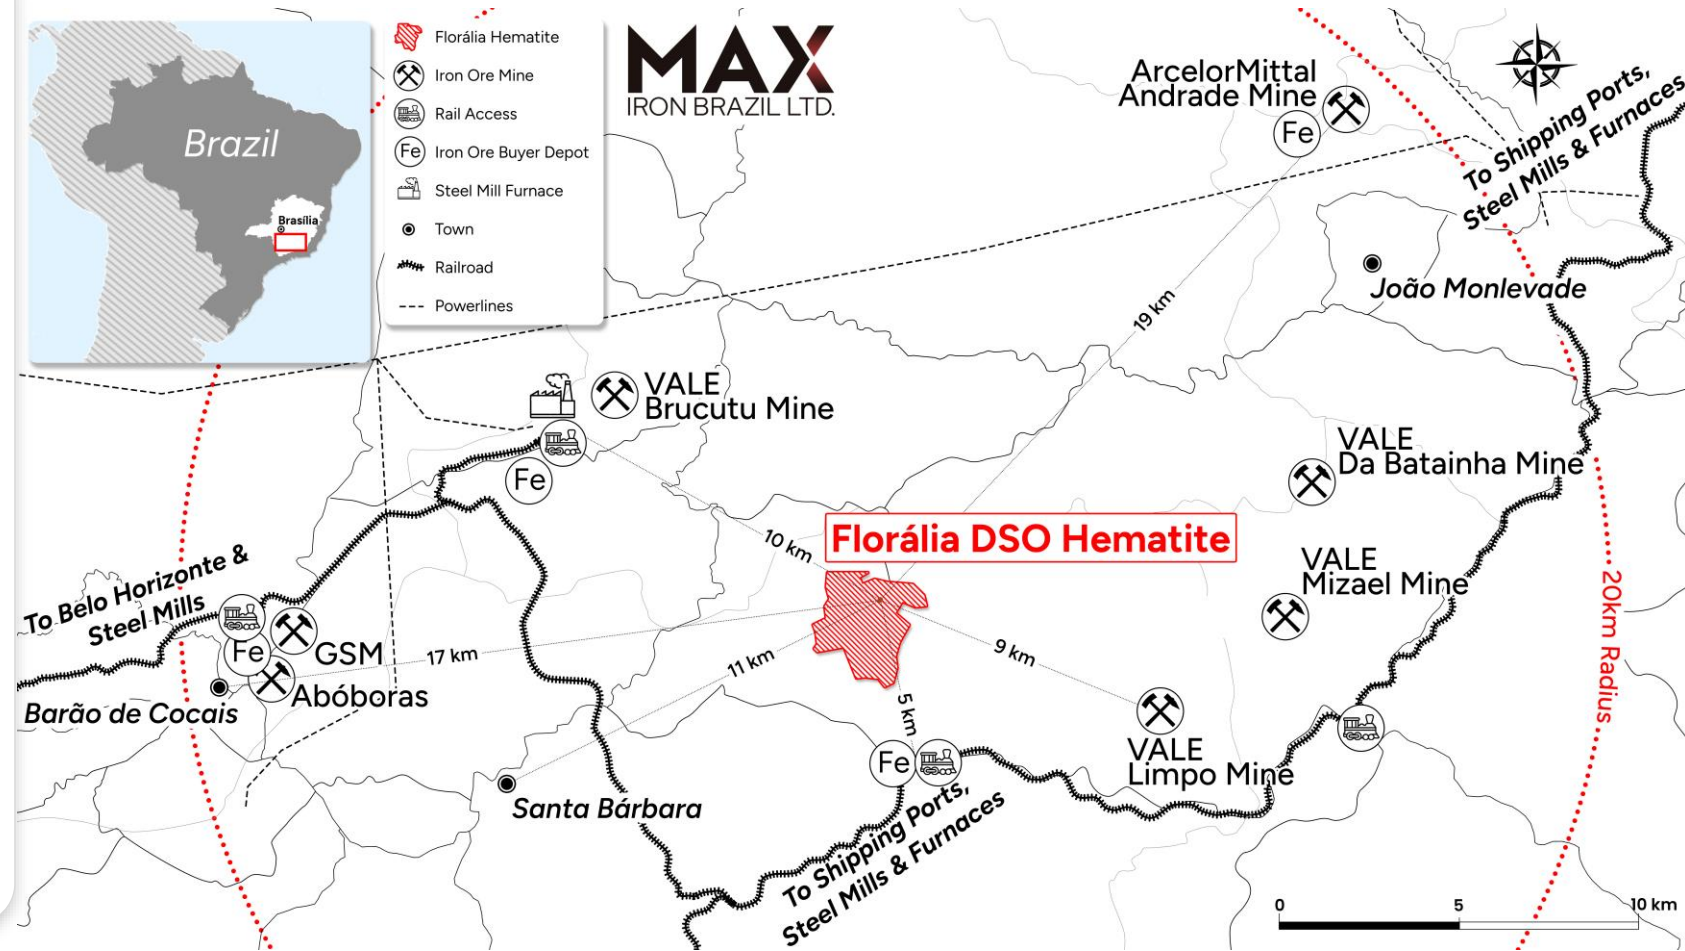 Brazil
Brasília
Florália Hematite
Iron Ore Mine
Rail Access
Fe
Iron Ore Buyer Depot
Steel Mill Furnace
Town
Railroad
Powerlines
MAX
IRON BRAZIL LTD.
ArcelorMittal
Andrade Mine
Fe
To Shipping Ports,
Steel Mills & Furnaces
João Monlevade
19 km
VALE
Brucutu Mine
Fe
VALE
Da Batainha Mine
10 km
Florália DSO Hematite
VALE
Mizael Mine
20km Radius
To Belo Horizonte &
Steel Mills
Fe
GSM
Abóboras
Barão de Cocais
17 km
11 km
9 km
5 km
VALE
Limpo Mine
Fe
Santa Bárbara
To Shipping Ports,
Steel Mills & Furnaces
0
5
10 km